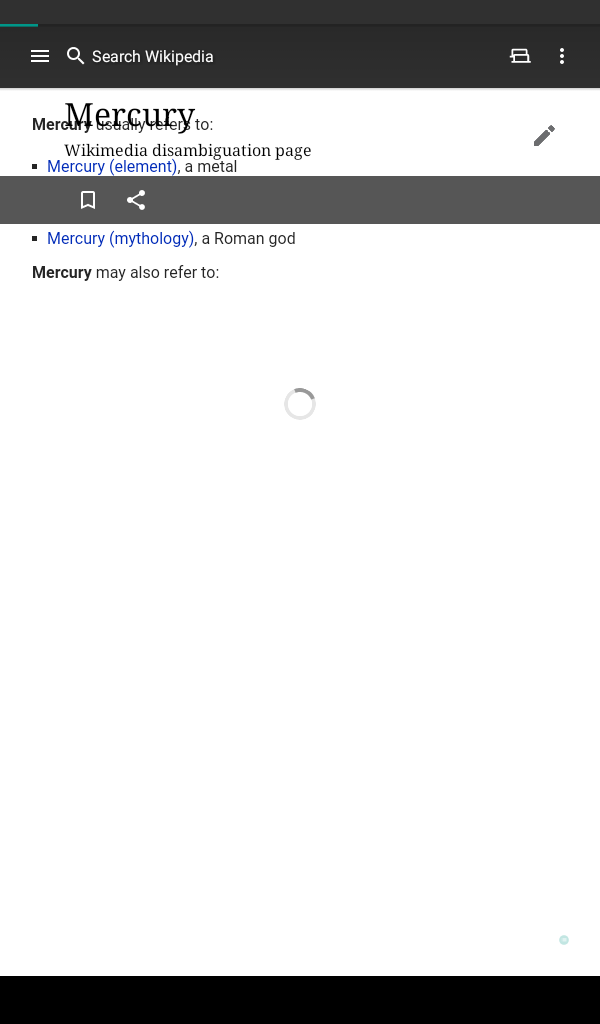 Search Wikipedia
Mercury
Mercury usually refers to:
Wikimedia disambiguation page
Mercury (element), a metal
Mercury (mythology), a Roman god
Mercury may also refer to: